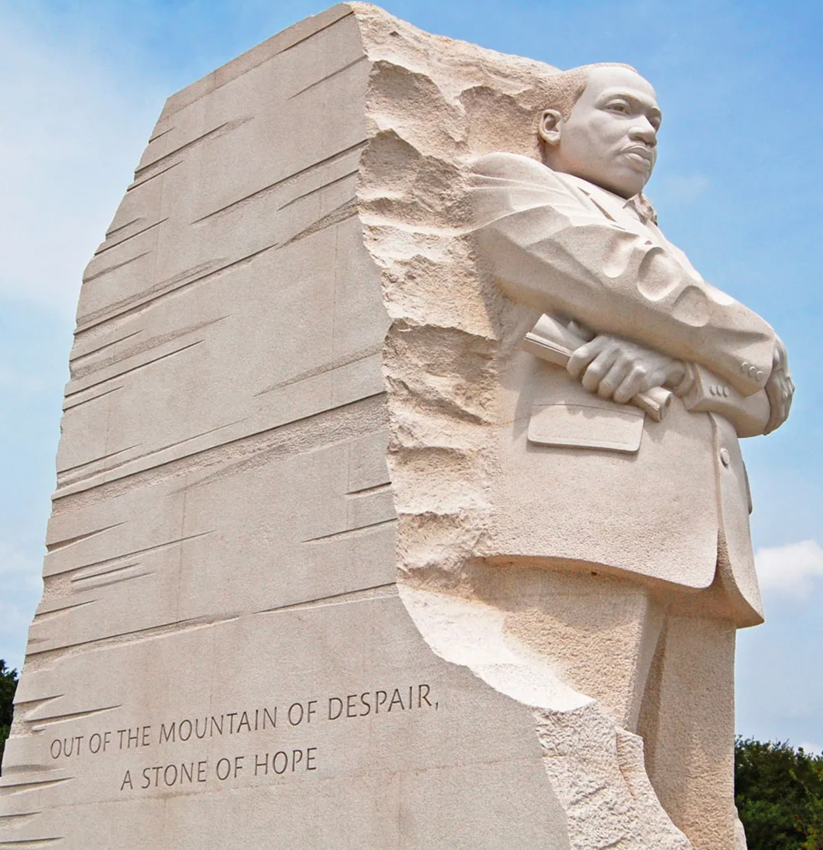 OUT OF THE MOUNTAIN OF DESPAIR,
A STONE OF HOPE